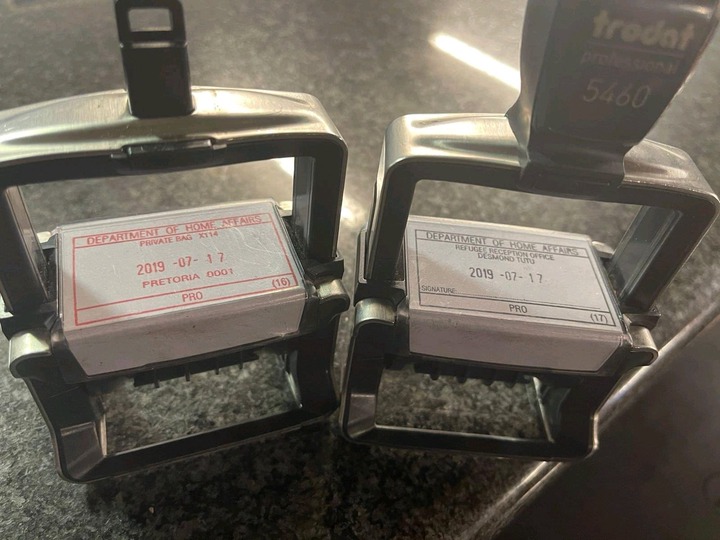 DEPARTMENT OF HOME AFFAIRS
PRIVATE BAG X114
2019 -07- 17
PRETORIA 0001
PRO
(16)
trodat
professional
5460
DEPARTMENT OF HOME AFFAIRS
REFUGEE RECEPTION OFFICE
DESMOND TUTU
2019 -07- 17
SIGNATURE:
PRO
(17)